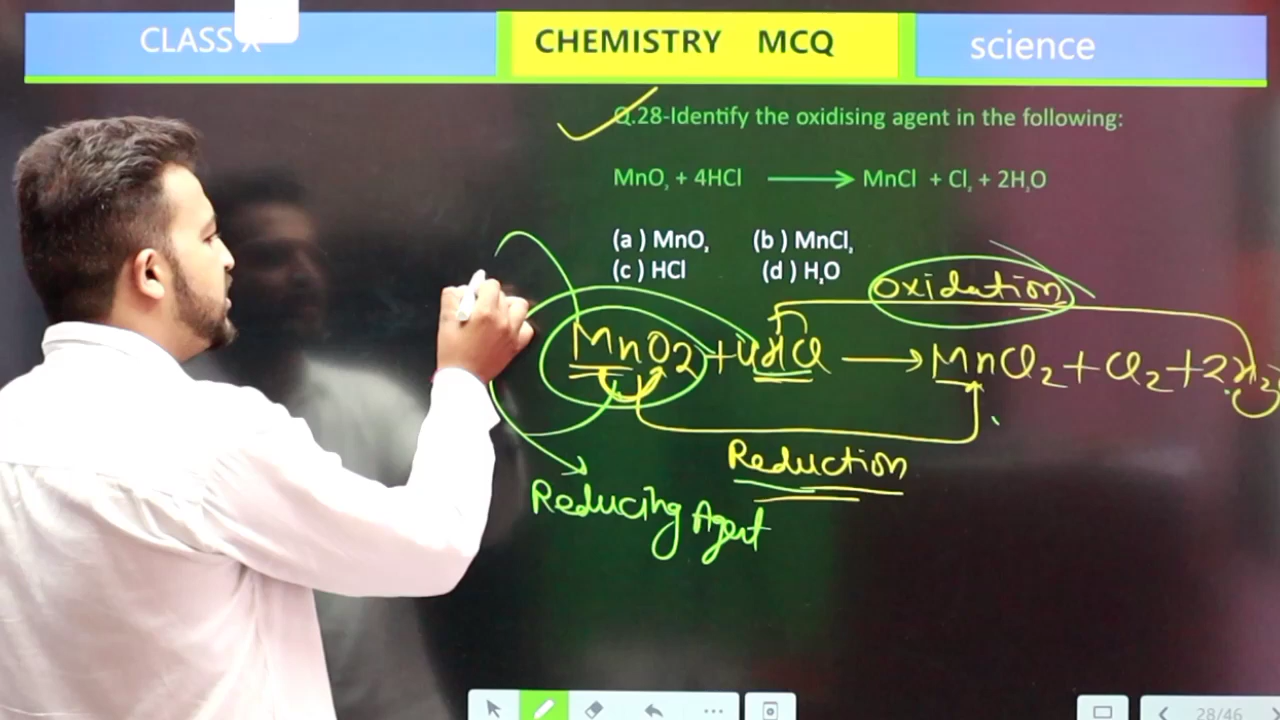 CLASS X
CHEMISTRY MCQ
science
Q.28-Identify the oxidising agent in the following:
MnO₂ + 4HCl ⟶ MnCl + Cl₂ + 2H₂O
(a ) MnO₂ (b ) MnCl₂
(c ) HCl (d ) H₂O
oxidation
MnO2 + 4HCl ⟶ MnCl2 + Cl2 + 2H2
Reduction
Reducing Agent
28/46